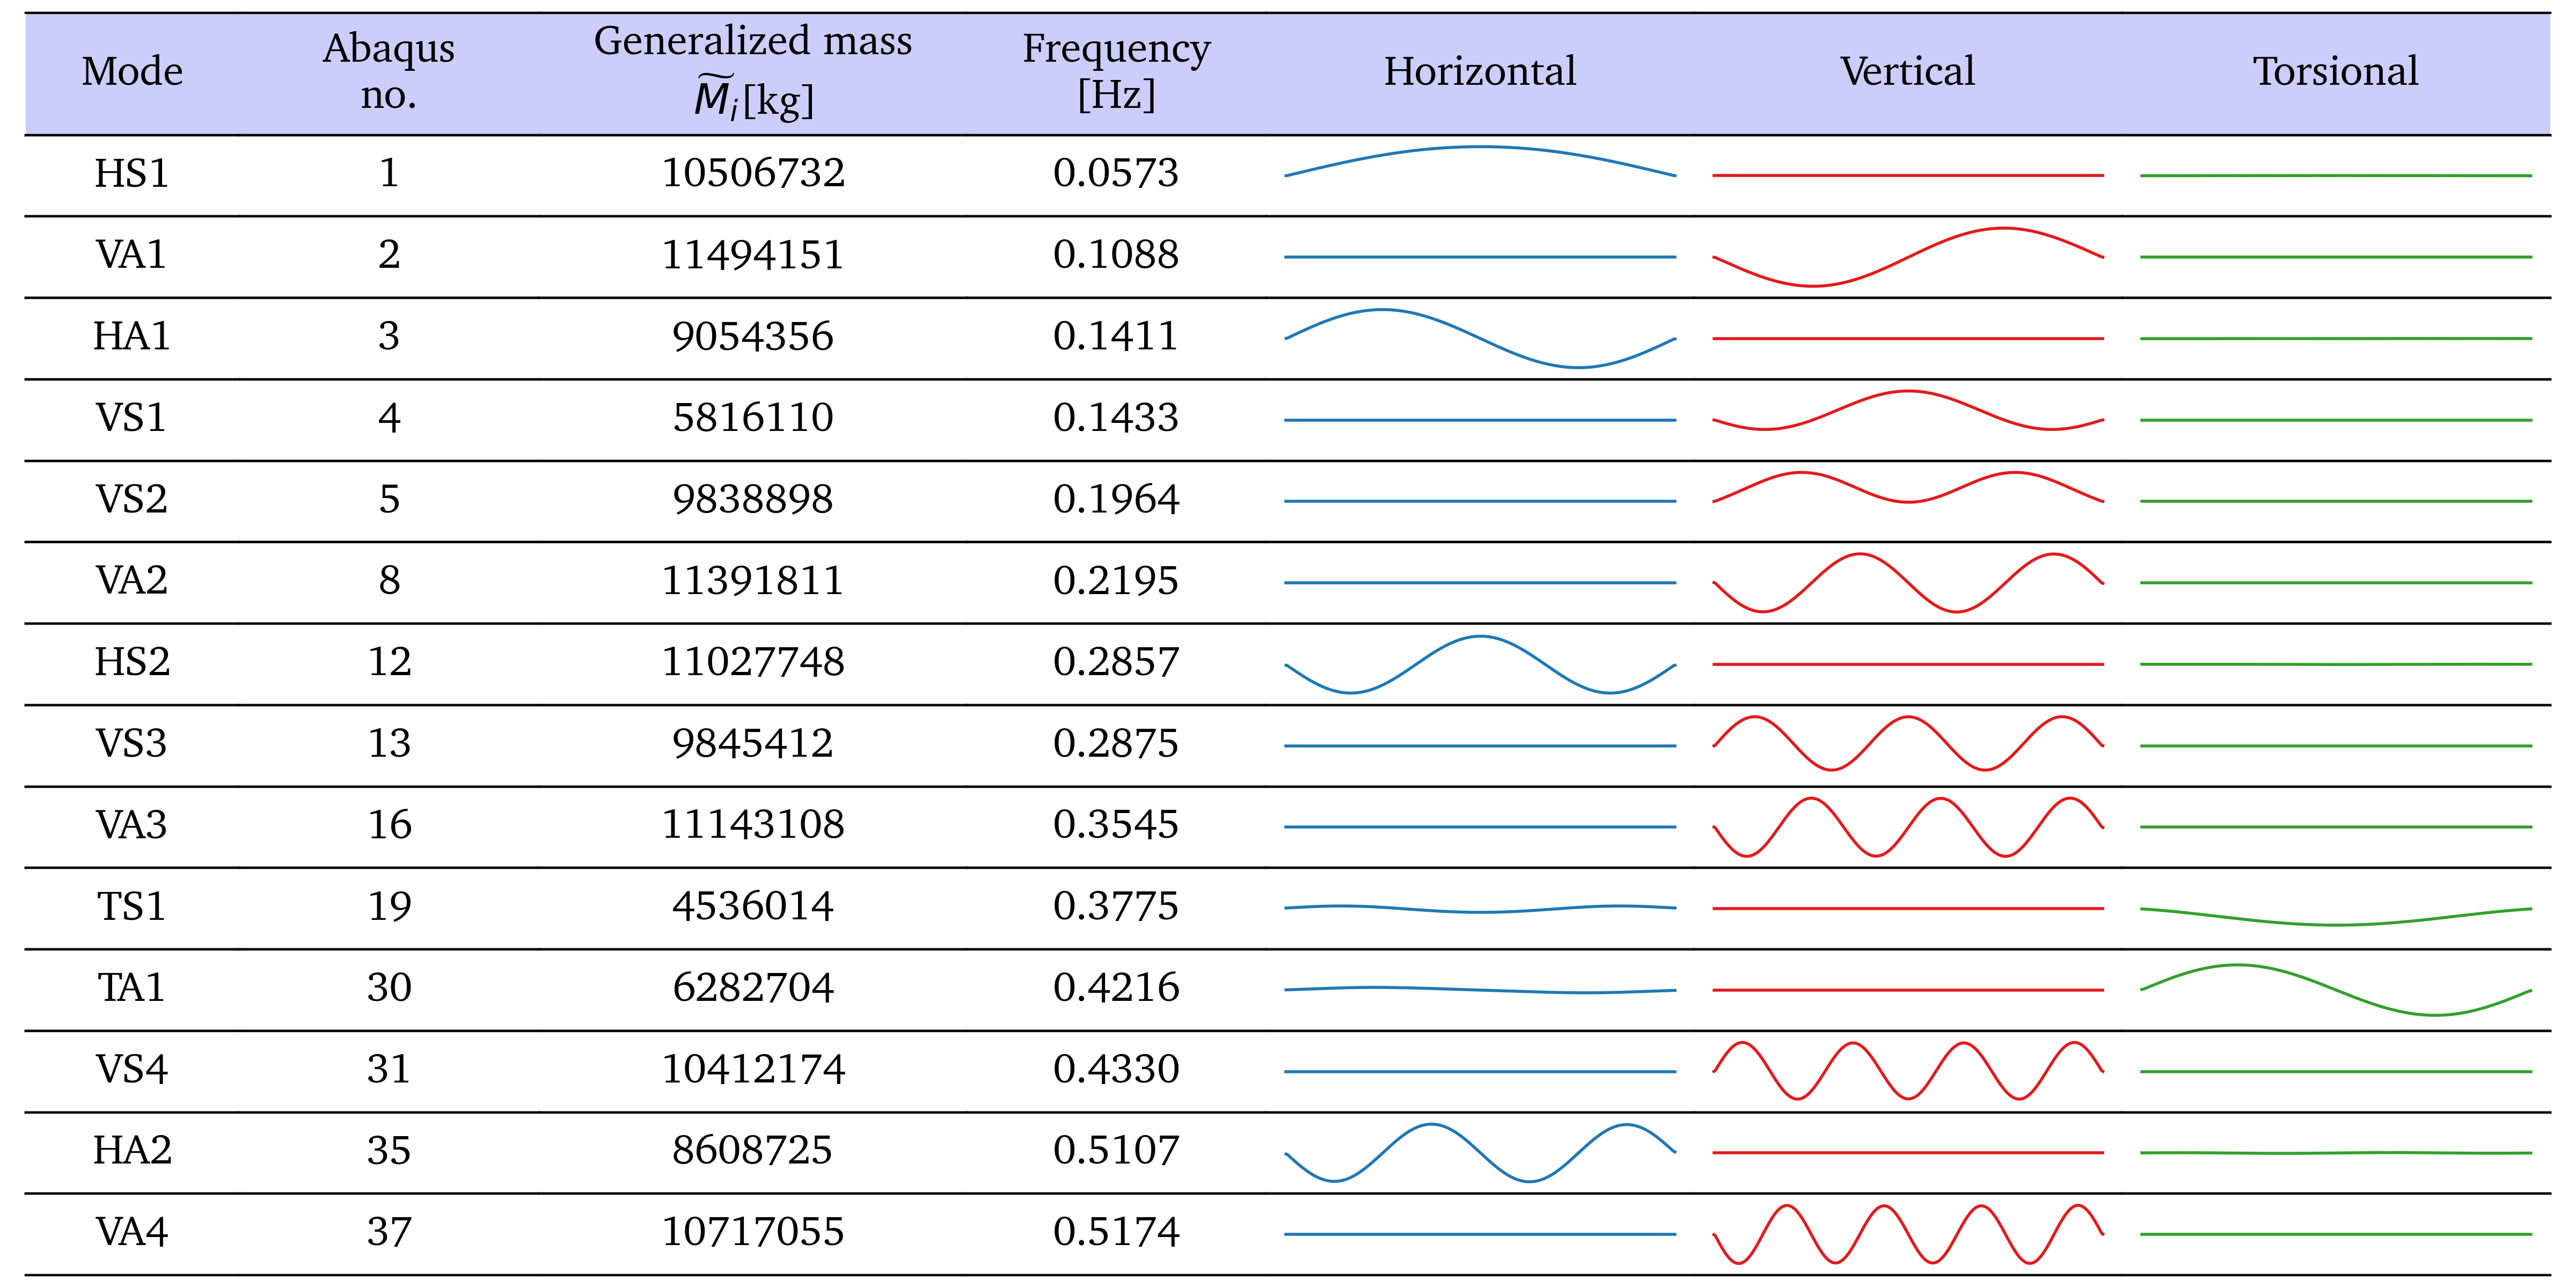 Mode Abaqus no. Generalized mass M̃i[kg] Frequency [Hz] Horizontal Vertical Torsional
HS1 1 10506732 0.0573
VA1 2 11494151 0.1088
HA1 3 9054356 0.1411
VS1 4 5816110 0.1433
VS2 5 9838898 0.1964
VA2 8 11391811 0.2195
HS2 12 11027748 0.2857
VS3 13 9845412 0.2875
VA3 16 11143108 0.3545
TS1 19 4536014 0.3775
TA1 30 6282704 0.4216
VS4 31 10412174 0.4330
HA2 35 8608725 0.5107
VA4 37 10717055 0.5174